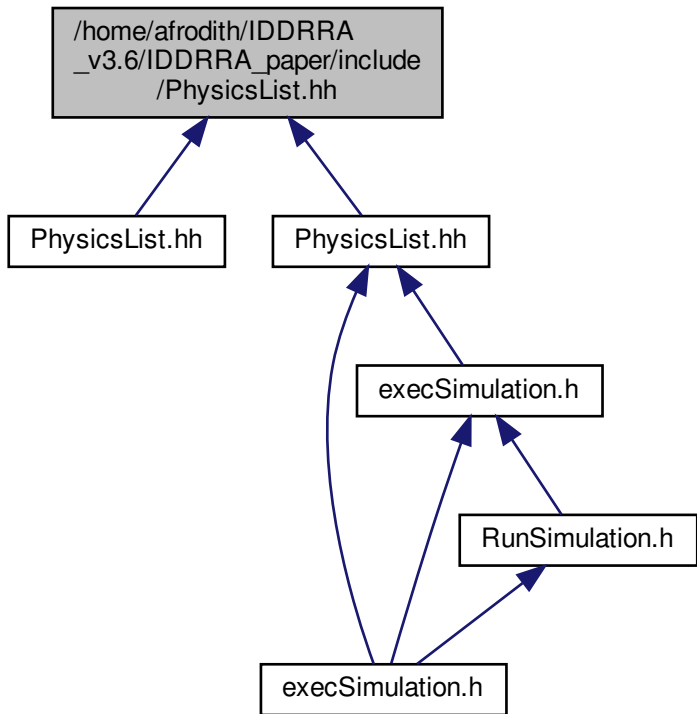 /home/afrodith/IDDRRA
_v3.6/IDDRRA_paper/include
/PhysicsList.hh
PhysicsList.hh
PhysicsList.hh
execSimulation.h
RunSimulation.h
execSimulation.h